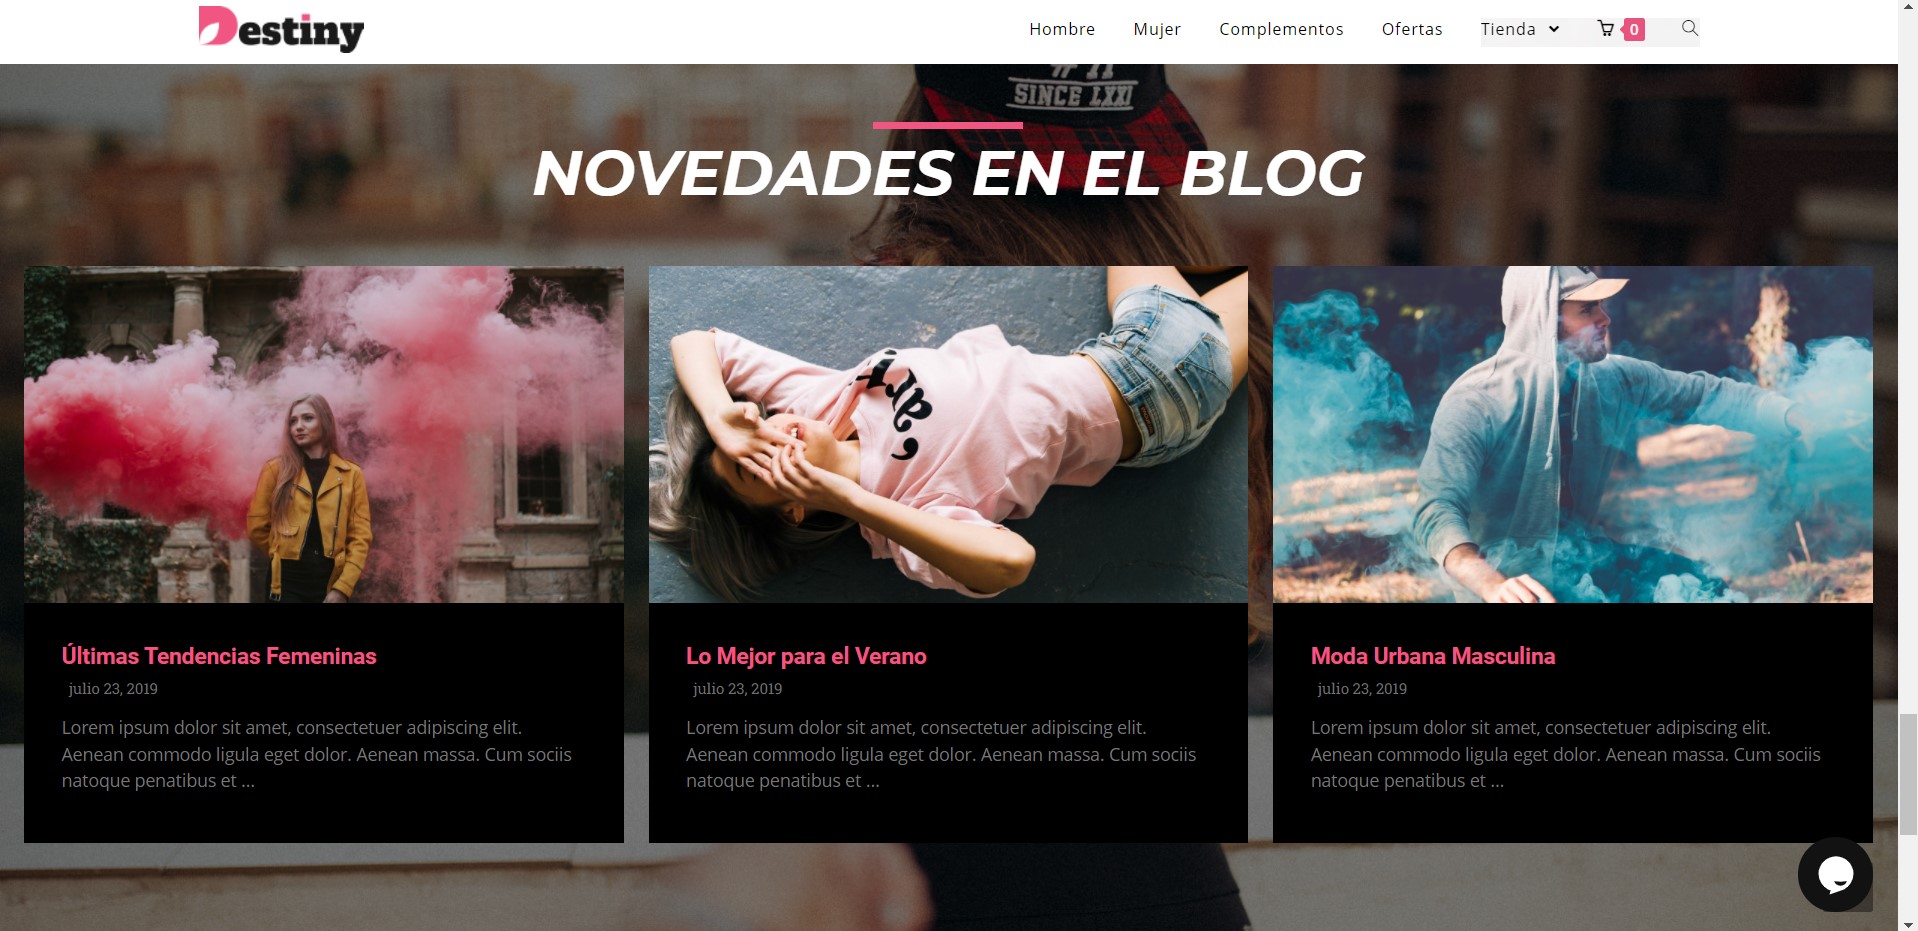 Destiny
Hombre Mujer Complementos Ofertas Tienda 0
SINCE LXXI
NOVEDADES EN EL BLOG
Últimas Tendencias Femeninas
julio 23, 2019
Lorem ipsum dolor sit amet, consectetuer adipiscing elit.
Aenean commodo ligula eget dolor. Aenean massa. Cum sociis
natoque penatibus et ...
Lo Mejor para el Verano
julio 23, 2019
Lorem ipsum dolor sit amet, consectetuer adipiscing elit.
Aenean commodo ligula eget dolor. Aenean massa. Cum sociis
natoque penatibus et ...
Moda Urbana Masculina
julio 23, 2019
Lorem ipsum dolor sit amet, consectetuer adipiscing elit.
Aenean commodo ligula eget dolor. Aenean massa. Cum sociis
natoque penatibus et ...